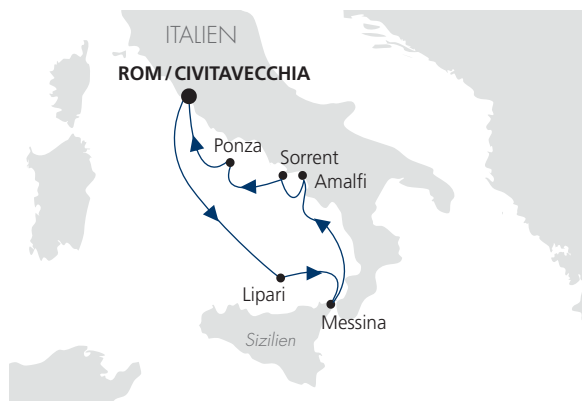 ITALIEN
ROM/CIVITAVECCHIA
Ponza
Sorrent
Amalfi
Lipari
Messina
Sizilien